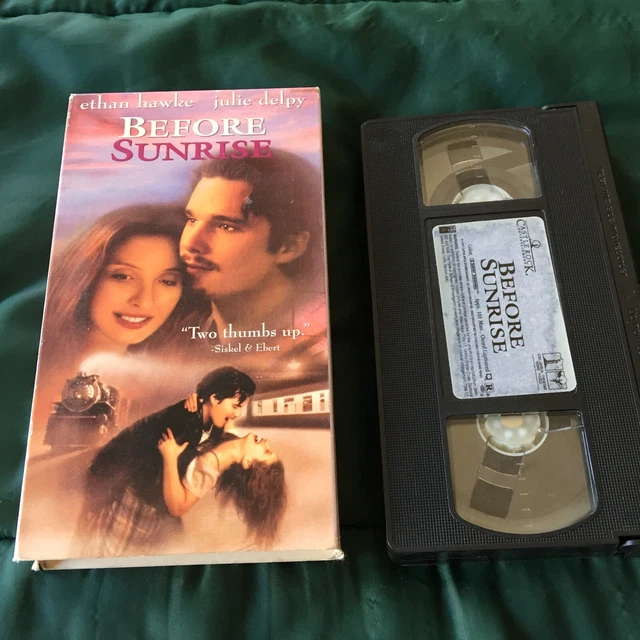 ethan hawke julie delpy
BEFORE
SUNRISE
"Two thumbs up."
-Siskel & Ebert
CASTLE ROCK
BEFORE
SUNRISE
R